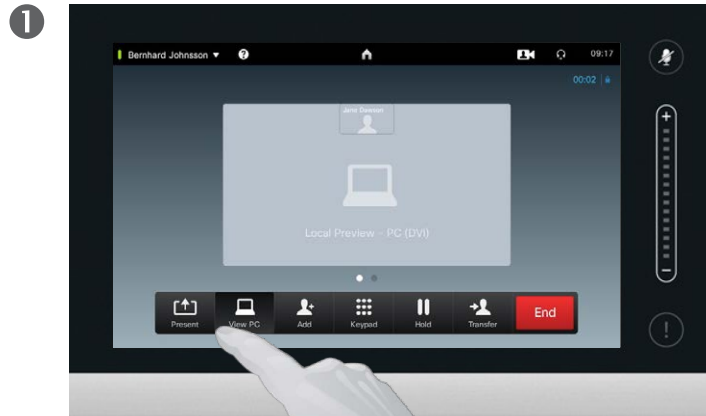 1
Bernhard Johnsson
?
09:17
00:02
Jane Dawson
Local Preview – PC (DVI)
+
Present
View PC
Add
Keypad
Hold
Transfer
End
−
!